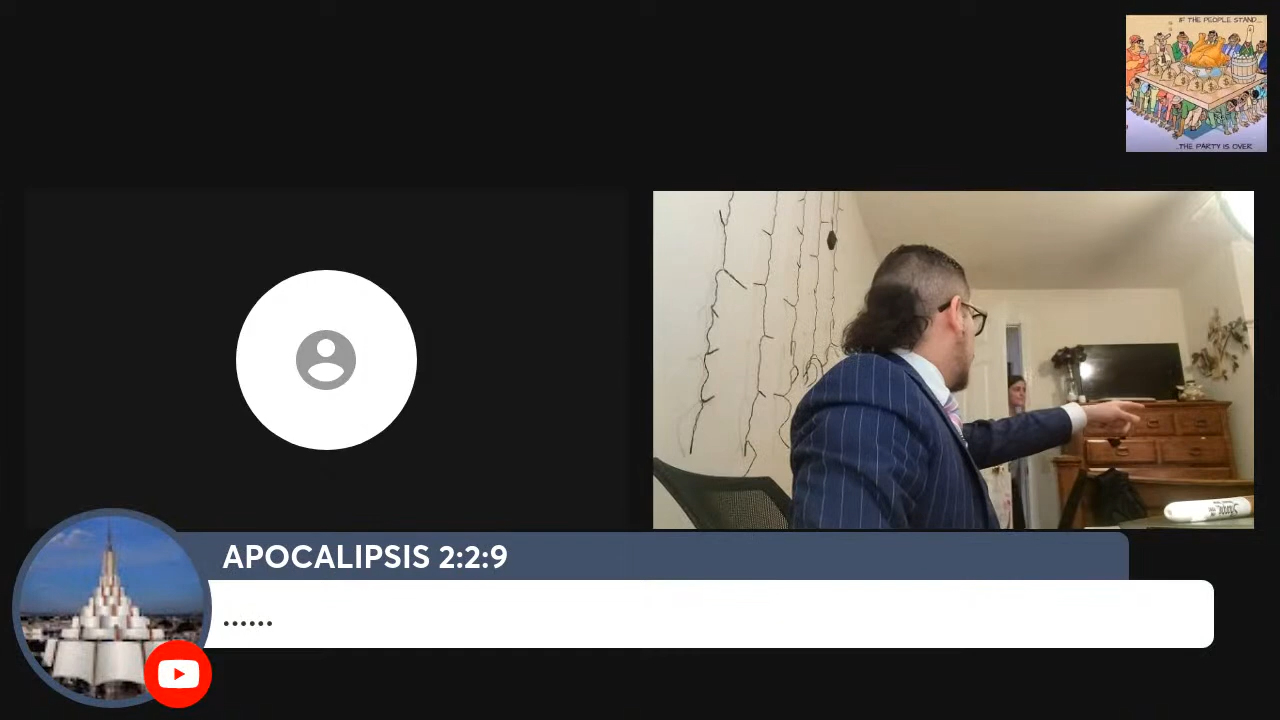 IF THE PEOPLE STAND...
...THE PARTY IS OVER
APOCALIPSIS 2:2:9
......